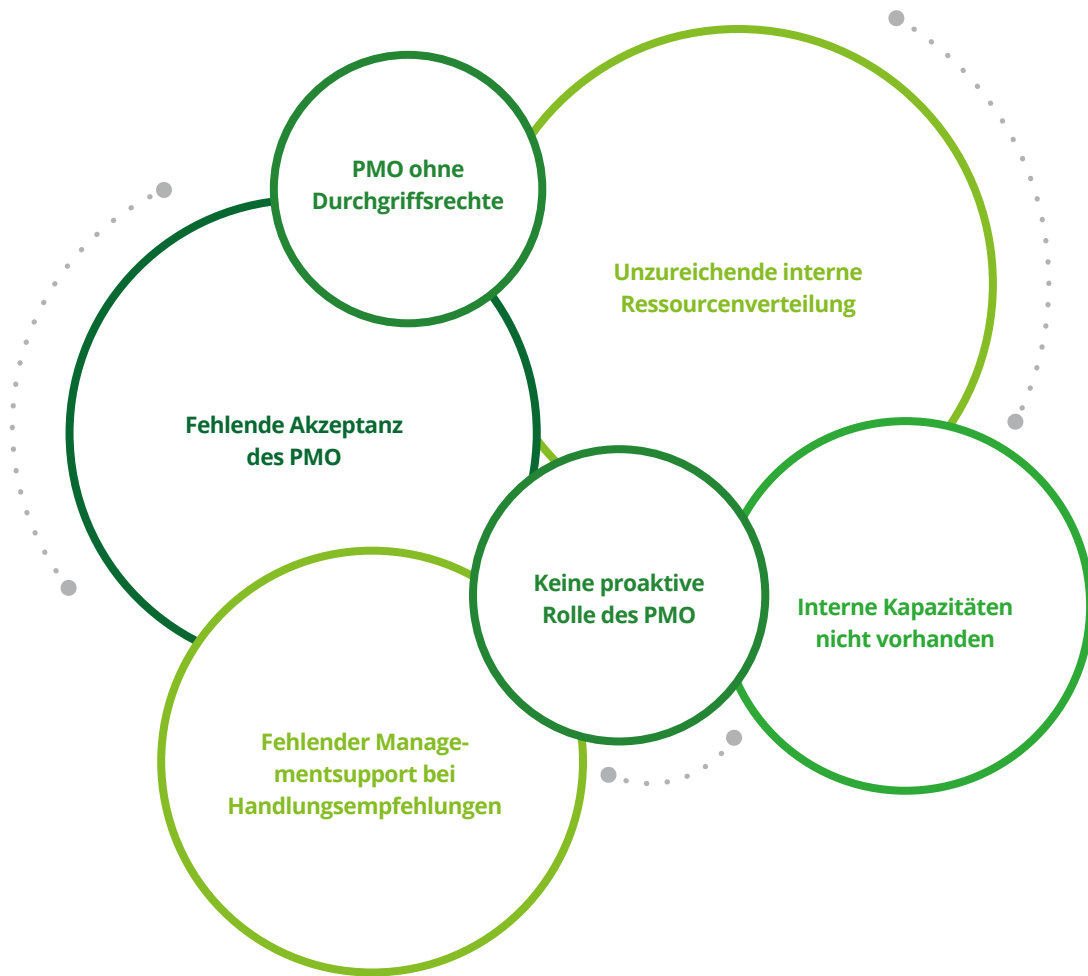 PMO ohne
Durchgriffsrechte
Unzureichende interne
Ressourcenverteilung
Fehlende Akzeptanz
des PMO
Keine proaktive
Rolle des PMO
Interne Kapazitäten
nicht vorhanden
Fehlender Manage-
mentsupport bei
Handlungsempfehlungen